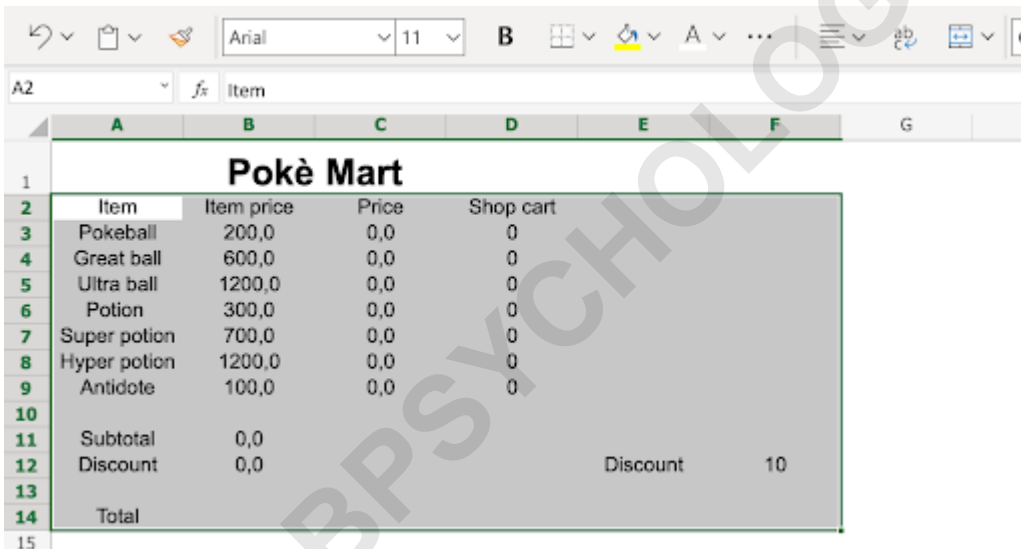 Arial 11 B A ... ab c
A2 fx Item
A B C D E F G
1 Pokè Mart
2 Item Item price Price Shop cart
3 Pokeball 200,0 0,0 0
4 Great ball 600,0 0,0 0
5 Ultra ball 1200,0 0,0 0
6 Potion 300,0 0,0 0
7 Super potion 700,0 0,0 0
8 Hyper potion 1200,0 0,0 0
9 Antidote 100,0 0,0 0
10
11 Subtotal 0,0
12 Discount 0,0 Discount 10
13
14 Total
15
BPSYCHOLOG